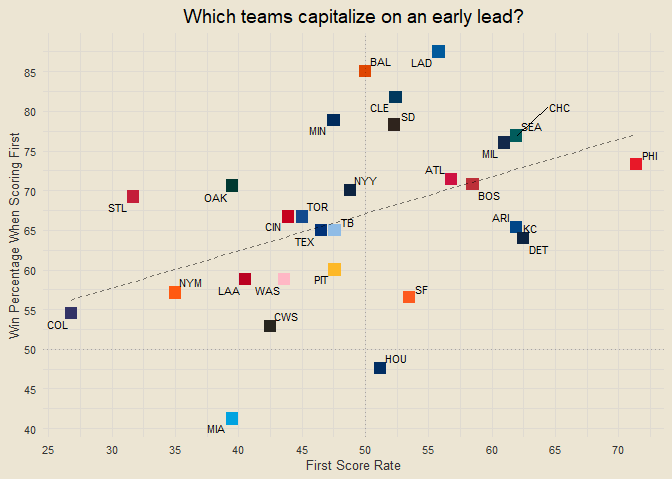 Which teams capitalize on an early lead?
BAL
LAD
CLE
SD
MIN
CHC
SEA
MIL
PHI
ATL
BOS
NYY
OAK
STL
TOR
CIN
TB
TEX
ARI
KC
DET
PIT
NYM
LAA
WAS
SF
COL
CWS
HOU
MIA
85
80
75
70
65
60
55
50
45
40
Win Percentage When Scoring First
25 30 35 40 45 50 55 60 65 70
First Score Rate